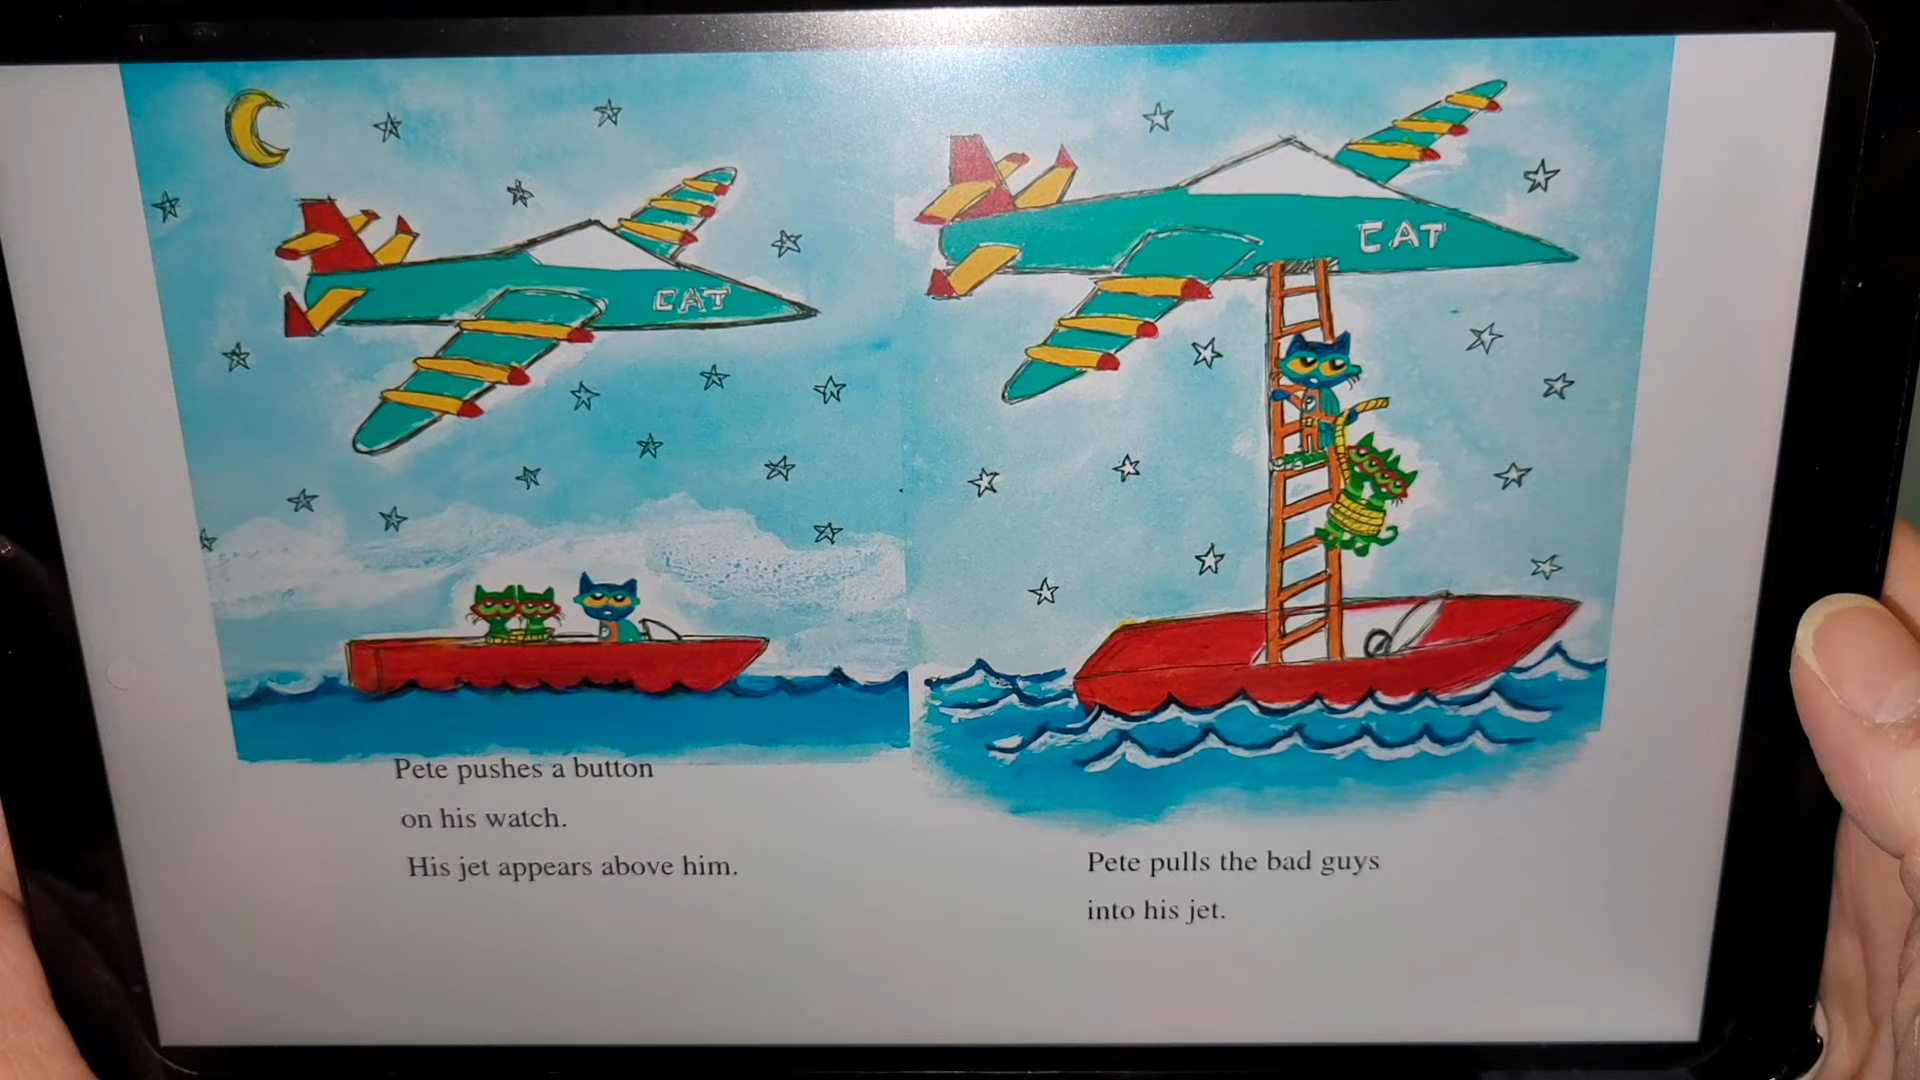 CAT
Pete pushes a button
on his watch.
His jet appears above him.
CAT
Pete pulls the bad guys
into his jet.